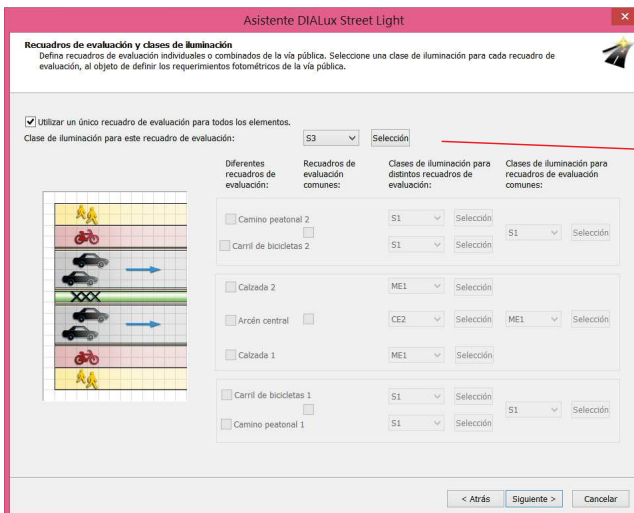 Asistente DIALux Street Light
Recuadros de evaluación y clases de iluminación
Defina recuadros de evaluación individuales o combinados de la vía pública. Seleccione una clase de iluminación para cada recuadro de
evaluación, al objeto de definir los requerimientos fotométricos de la vía pública.
Utilizar un único recuadro de evaluación para todos los elementos.
Clase de iluminación para este recuadro de evaluación: S3 Selección
Diferentes recuadros de evaluación:
Recuadros de evaluación comunes:
Clases de iluminación para distintos recuadros de evaluación:
Clases de iluminación para recuadros de evaluación comunes:
Camino peatonal 2 S1 Selección
S1 Selección
Carril de bicicletas 2 S1 Selección
Calzada 2 ME1 Selección
Arcén central CE2 Selección ME1 Selección
Calzada 1 ME1 Selección
Carril de bicicletas 1 S1 Selección
S1 Selección
Camino peatonal 1 S1 Selección
< Atrás Siguiente > Cancelar